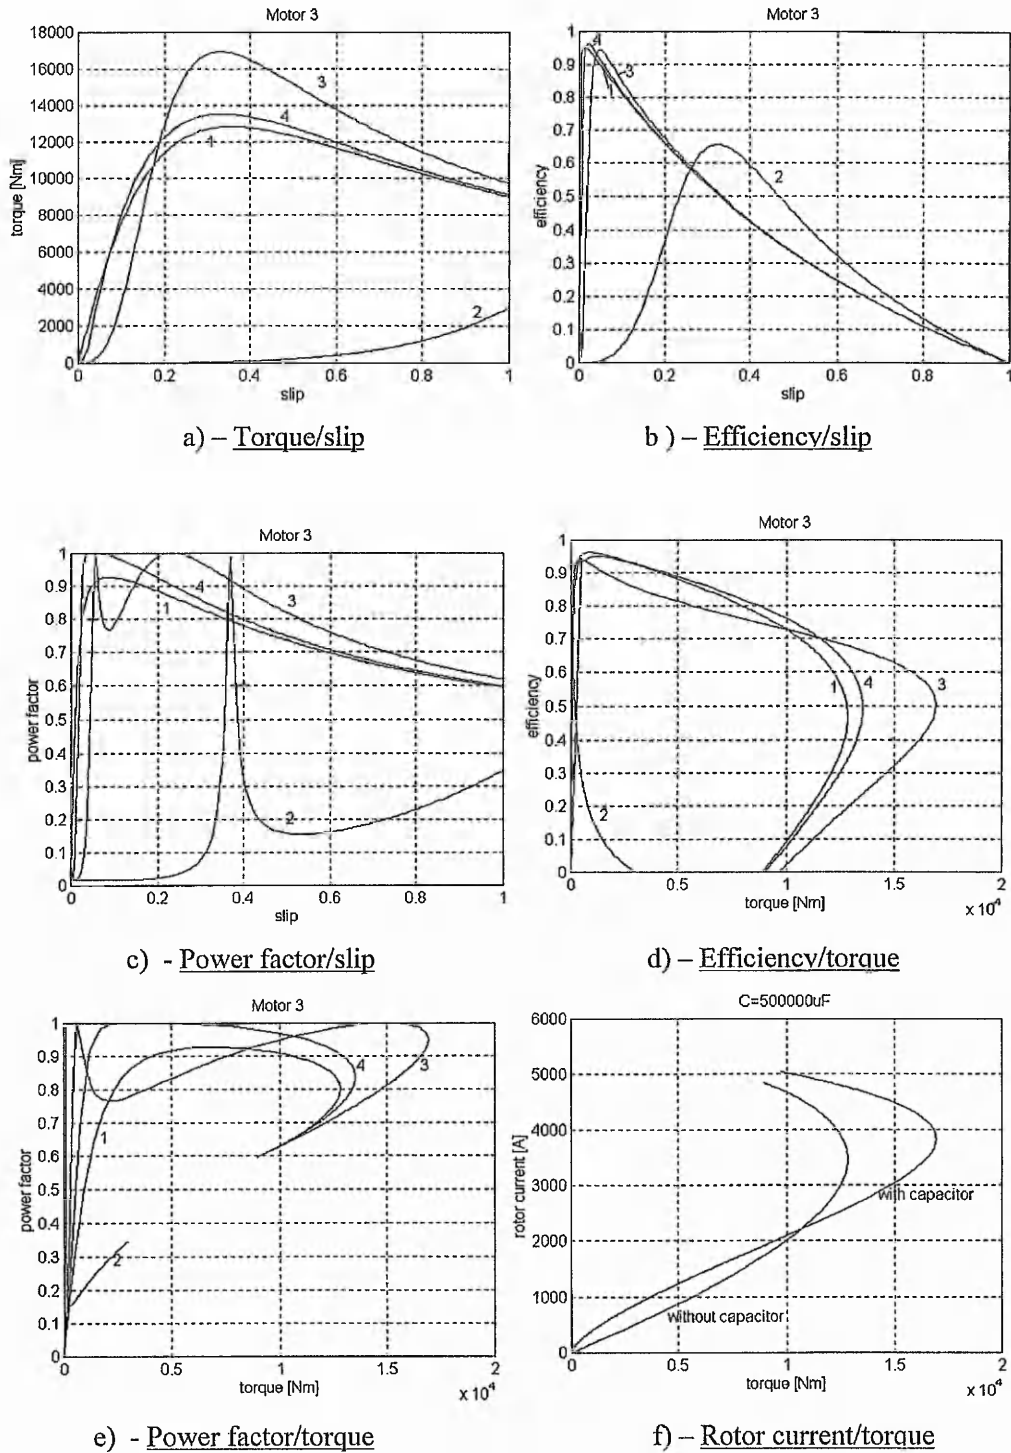 Motor 3
18000
16000
14000
12000
10000
8000
6000
4000
2000
0
torque [Nm]
3
4
1
2
0 0.2 0.4 0.6 0.8 1
slip
a) – Torque/slip
Motor 3
1
0.9
0.8
0.7
0.6
0.5
0.4
0.3
0.2
0.1
0
efficiency
4
3
2
0 0.2 0.4 0.6 0.8 1
slip
b ) – Efficiency/slip
Motor 3
1
0.9
0.8
0.7
0.6
0.5
0.4
0.3
0.2
0.1
0
power factor
4
1
3
2
0 0.2 0.4 0.6 0.8 1
slip
c) - Power factor/slip
Motor 3
1
0.9
0.8
0.7
0.6
0.5
0.4
0.3
0.2
0.1
0
efficiency
1
4
3
2
0 0.5 1 1.5 2
torque [Nm]
x 10⁴
d) – Efficiency/torque
Motor 3
1
0.9
0.8
0.7
0.6
0.5
0.4
0.3
0.2
0.1
0
power factor
4
3
1
2
0 0.5 1 1.5 2
torque [Nm]
x 10⁴
e) - Power factor/torque
C=500000uF
6000
5000
4000
3000
2000
1000
0
rotor current [A]
with capacitor
without capacitor
0 0.5 1 1.5 2
torque [Nm]
x 10⁴
f) – Rotor current/torque